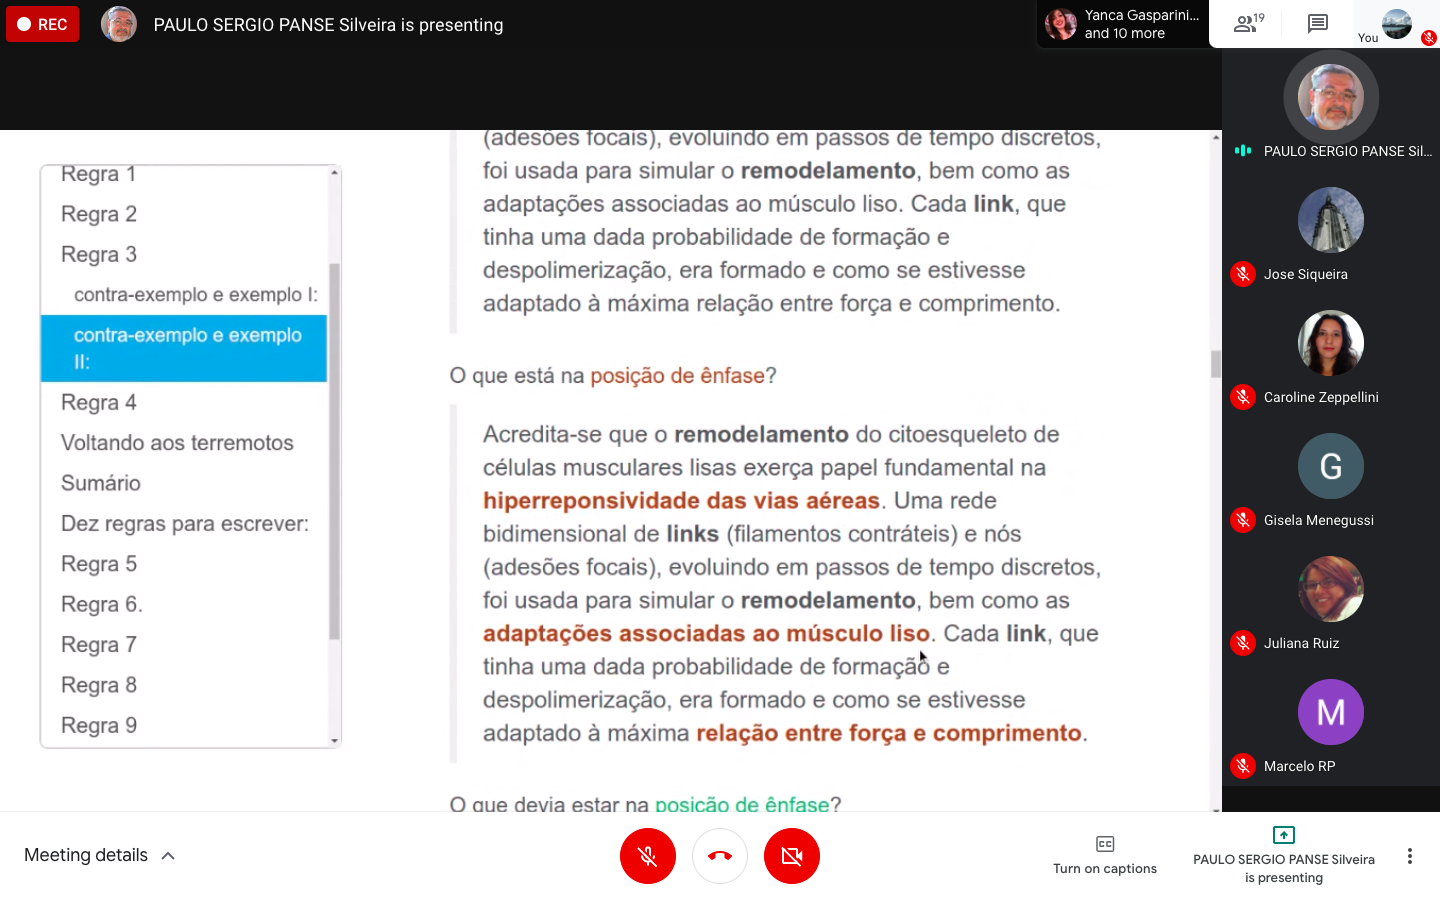 REC
PAULO SERGIO PANSE Silveira is presenting
Yanca Gasparini...
and 10 more
19
You
PAULO SERGIO PANSE Sil...
Jose Siqueira
Caroline Zeppellini
G
Gisela Menegussi
Juliana Ruiz
M
Marcelo RP
Regra 1
Regra 2
Regra 3
contra-exemplo e exemplo I:
contra-exemplo e exemplo
II:
Regra 4
Voltando aos terremotos
Sumário
Dez regras para escrever:
Regra 5
Regra 6.
Regra 7
Regra 8
Regra 9
(adesões focais), evoluindo em passos de tempo discretos,
foi usada para simular o remodelamento, bem como as
adaptações associadas ao músculo liso. Cada link, que
tinha uma dada probabilidade de formação e
despolimerização, era formado e como se estivesse
adaptado à máxima relação entre força e comprimento.
O que está na posição de ênfase?
Acredita-se que o remodelamento do citoesqueleto de
células musculares lisas exerça papel fundamental na
hiperreponsividade das vias aéreas. Uma rede
bidimensional de links (filamentos contráteis) e nós
(adesões focais), evoluindo em passos de tempo discretos,
foi usada para simular o remodelamento, bem como as
adaptações associadas ao músculo liso. Cada link, que
tinha uma dada probabilidade de formação e
despolimerização, era formado e como se estivesse
adaptado à máxima relação entre força e comprimento.
O que devia estar na posição de ênfase?
Meeting details
CC
Turn on captions
PAULO SERGIO PANSE Silveira
is presenting